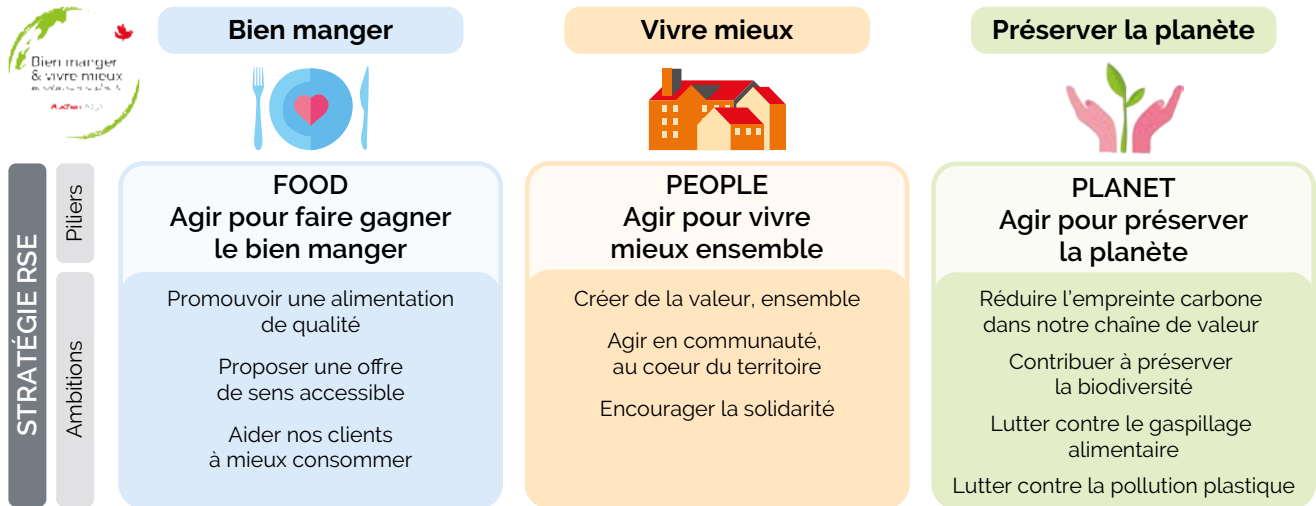 Bien manger
& vivre mieux
Auchan
Bien manger
Vivre mieux
Préserver la planète
STRATÉGIE RSE
Piliers
Ambitions
FOOD
Agir pour faire gagner
le bien manger
Promouvoir une alimentation
de qualité
Proposer une offre
de sens accessible
Aider nos clients
à mieux consommer
PEOPLE
Agir pour vivre
mieux ensemble
Créer de la valeur, ensemble
Agir en communauté,
au coeur du territoire
Encourager la solidarité
PLANET
Agir pour préserver
la planète
Réduire l’empreinte carbone
dans notre chaîne de valeur
Contribuer à préserver
la biodiversité
Lutter contre le gaspillage
alimentaire
Lutter contre la pollution plastique